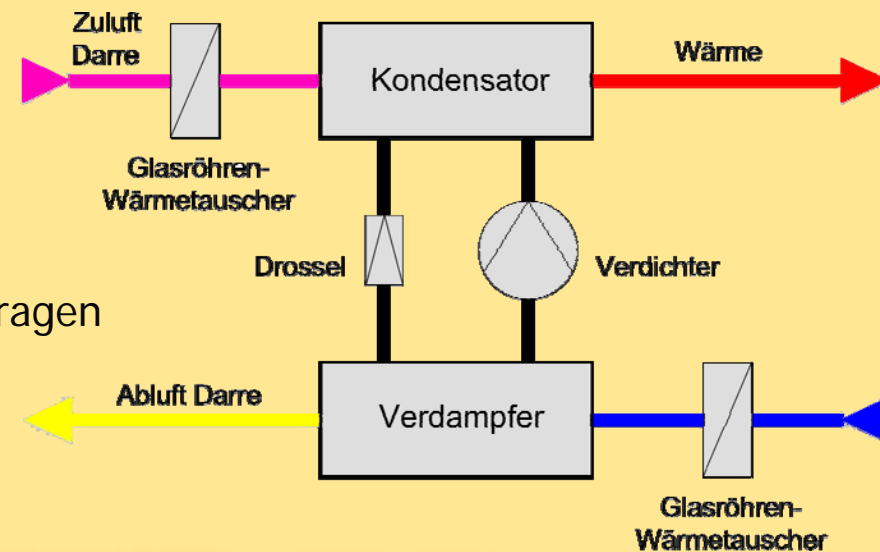 Zuluft
Darre
Kondensator
Wärme
Glasröhren-
Wärmetauscher
Drossel
Verdichter
ragen
Abluft Darre
Verdampfer
Glasröhren-
Wärmetauscher